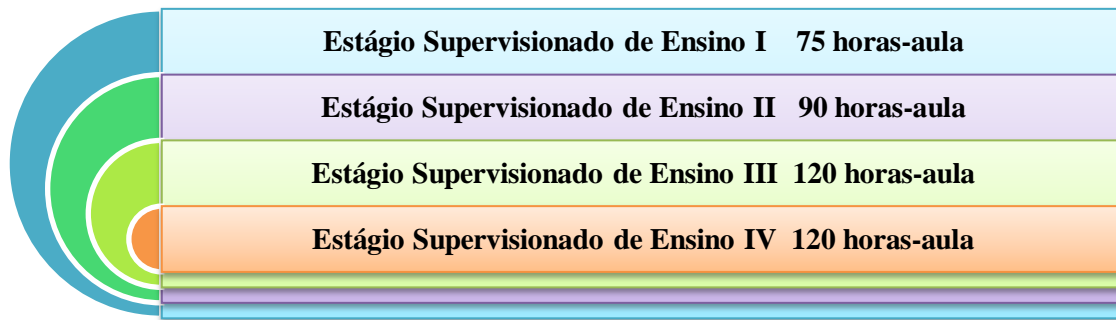 Estágio Supervisionado de Ensino I 75 horas-aula
Estágio Supervisionado de Ensino II 90 horas-aula
Estágio Supervisionado de Ensino III 120 horas-aula
Estágio Supervisionado de Ensino IV 120 horas-aula